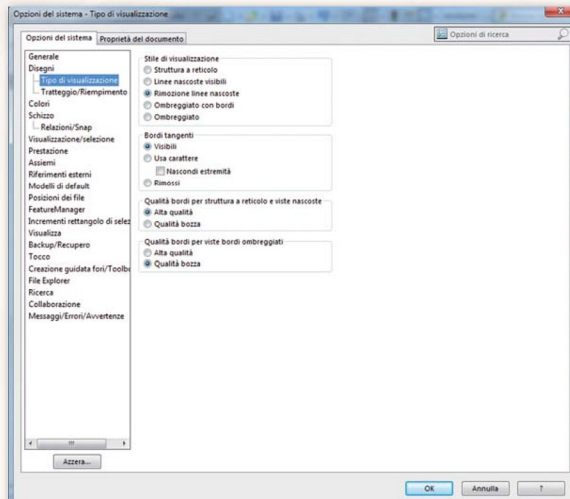 Opzioni del sistema - Tipo di visualizzazione
Opzioni del sistema
Proprietà del documento
Opzioni di ricerca
Generale
Disegni
Tipo di visualizzazione
Tratteggio/Riempimento
Colori
Schizzo
Relazioni/Snap
Visualizzazione/selezione
Prestazione
Assiemi
Riferimenti esterni
Modelli di default
Posizioni dei file
FeatureManager
Incrementi rettangolo di selez
Visualizza
Backup/Recupero
Tocco
Creazione guidata fori/Toolb
File Explorer
Ricerca
Collaborazione
Messaggi/Errori/Avvertenze
Azzera...
Stile di visualizzazione
Struttura a reticolo
Linee nascoste visibili
Rimozione linee nascoste
Ombreggiato con bordi
Ombreggiato
Bordi tangenti
Visibili
Usa carattere
Nascondi estremità
Rimossi
Qualità bordi per struttura a reticolo e viste nascoste
Alta qualità
Qualità bozza
Qualità bordi per viste bordi ombreggiati
Alta qualità
Qualità bozza
OK
Annulla
?